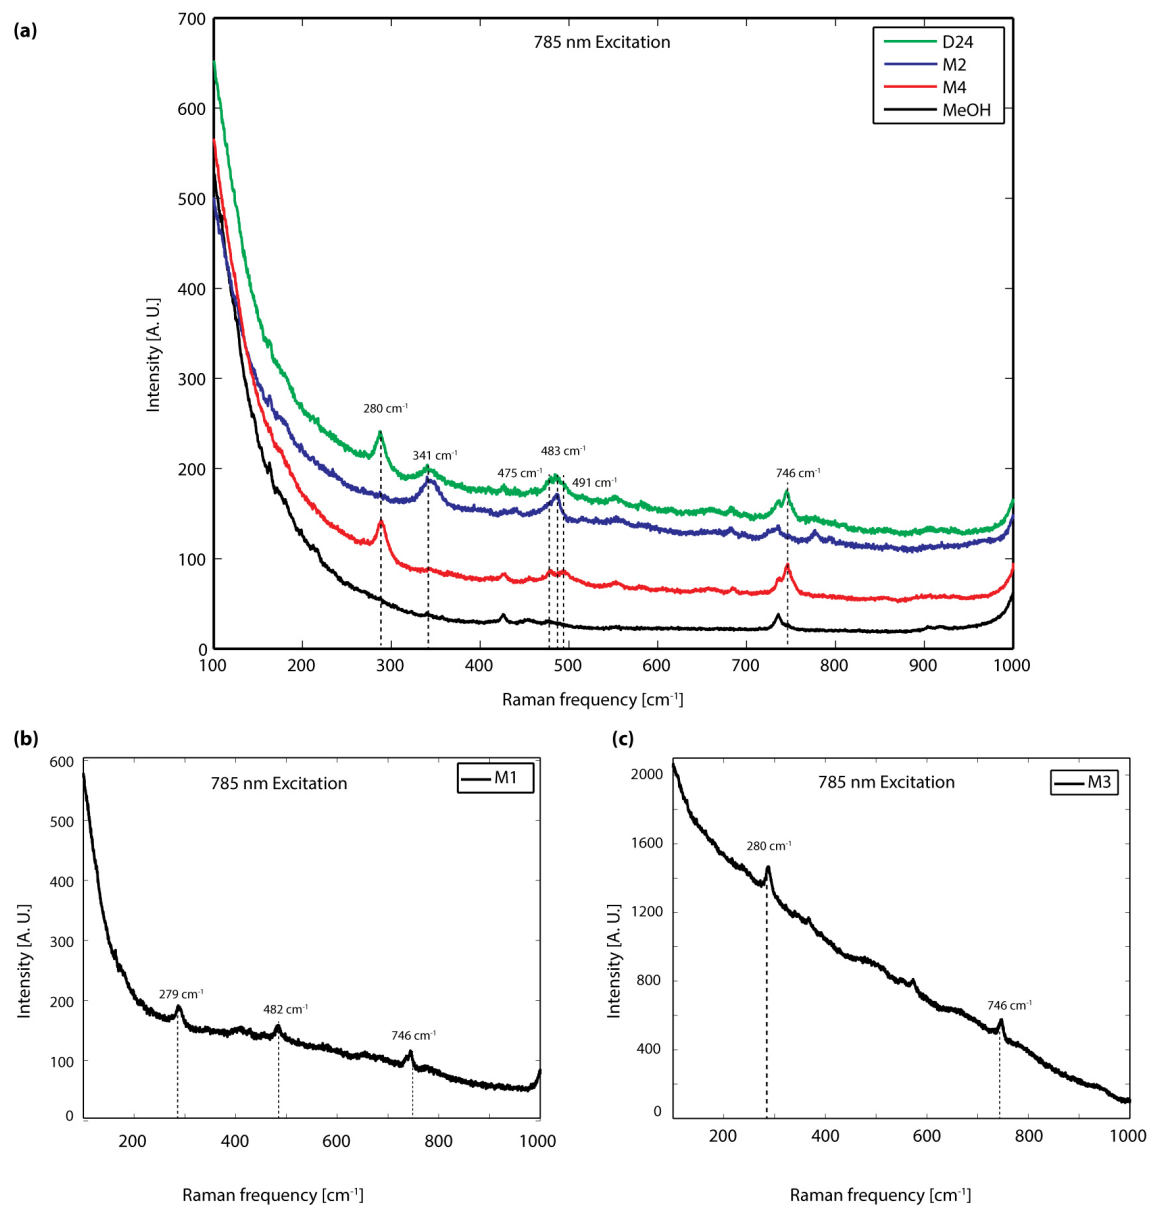 (a)
785 nm Excitation
D24
M2
M4
MeOH
700
600
500
400
300
200
100
0
Intensity [A. U.]
280 cm-1
341 cm-1
475 cm-1
483 cm-1
491 cm-1
746 cm-1
100 200 300 400 500 600 700 800 900 1000
Raman frequency [cm-1]
(b)
785 nm Excitation
M1
600
500
400
300
200
100
0
Intensity [A. U.]
279 cm-1
482 cm-1
746 cm-1
200 400 600 800 1000
Raman frequency [cm-1]
(c)
785 nm Excitation
M3
2000
1600
1200
800
400
0
Intensity [A. U.]
280 cm-1
746 cm-1
200 400 600 800 1000
Raman frequency [cm-1]